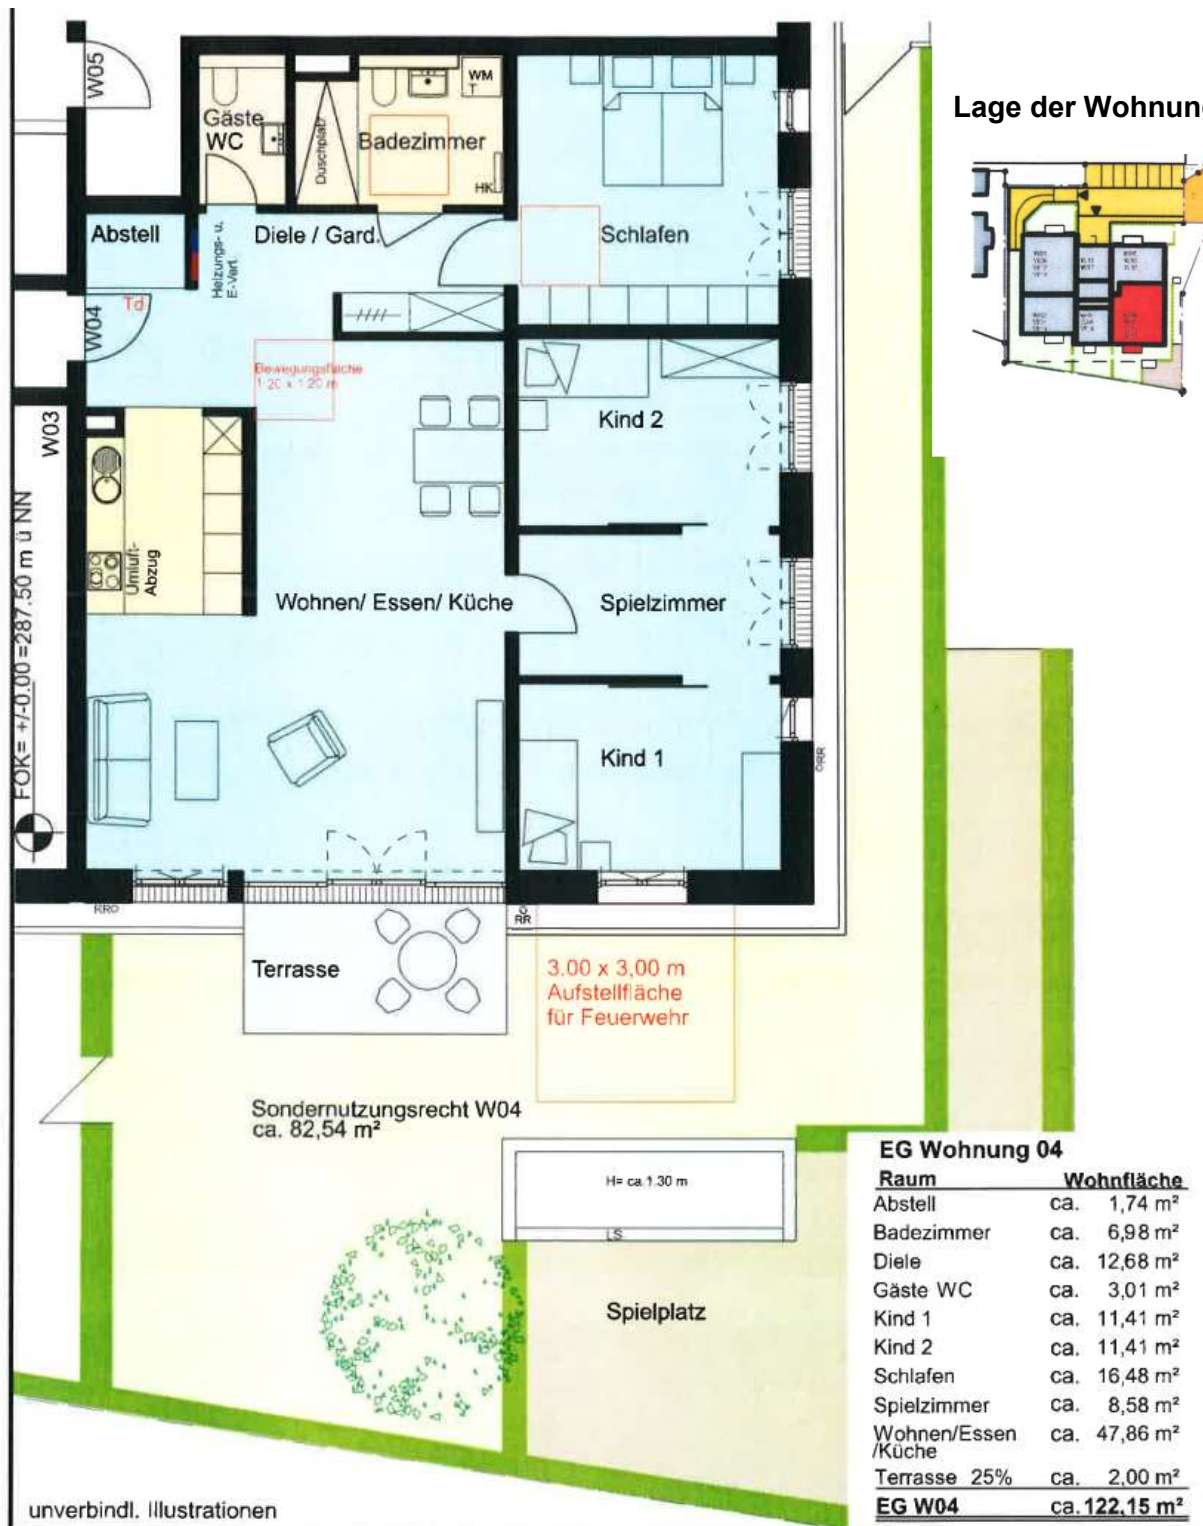 Lage der Wohnung
W05
Gäste
WC
Duschplatz
Badezimmer
WM
T
HK
Abstell
Heizungs- u.
E-Vert.
Diele / Gard.
Schlafen
Td
W04
Bewegungsfläche
1.20 x 1.20 m
W03
Kind 2
Umluft-
Abzug
FOK= +/-0.00 =287.50 m ü NN
Wohnen/ Essen/ Küche
Spielzimmer
Kind 1
RR
RR
RR
Terrasse
3.00 x 3,00 m
Aufstellfläche
für Feuerwehr
Sondernutzungsrecht W04
ca. 82,54 m²
H= ca.1.30 m
LS
Spielplatz
EG Wohnung 04
Raum Wohnfläche
Abstell ca. 1,74 m²
Badezimmer ca. 6,98 m²
Diele ca. 12,68 m²
Gäste WC ca. 3,01 m²
Kind 1 ca. 11,41 m²
Kind 2 ca. 11,41 m²
Schlafen ca. 16,48 m²
Spielzimmer ca. 8,58 m²
Wohnen/Essen ca. 47,86 m²
/Küche
Terrasse 25% ca. 2,00 m²
EG W04 ca. 122,15 m²
unverbindl. Illustrationen